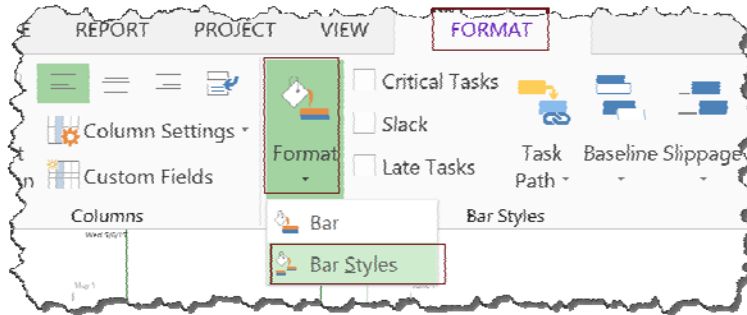 REPORT PROJECT VIEW FORMAT
Critical Tasks
Column Settings
Slack
Format
Custom Fields
Late Tasks
Task Path
Baseline
Slippage
Columns
Bar Styles
Bar
Bar Styles